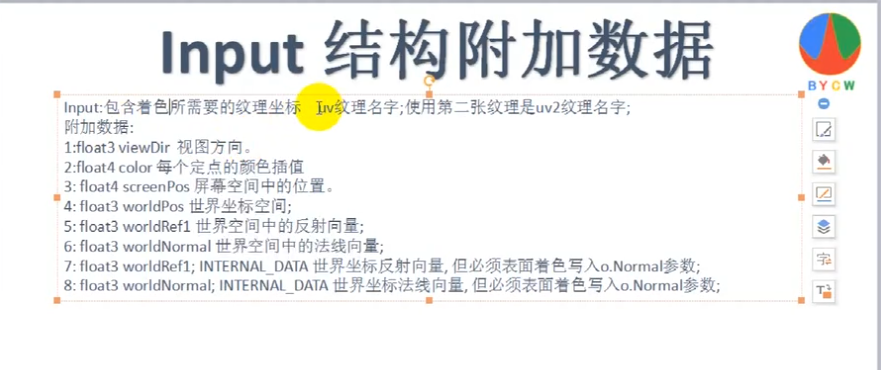 Input 结构附加数据
BYCW
Input:包含着色所需要的纹理坐标 uv纹理名字;使用第二张纹理是uv2纹理名字;
附加数据:
1:float3 viewDir 视图方向。
2:float4 color 每个定点的颜色插值
3: float4 screenPos 屏幕空间中的位置。
4: float3 worldPos 世界坐标空间;
5: float3 worldRef1 世界空间中的反射向量;
6: float3 worldNormal 世界空间中的法线向量;
7: float3 worldRef1; INTERNAL_DATA 世界坐标反射向量, 但必须表面着色写入o.Normal参数;
8: float3 worldNormal; INTERNAL_DATA 世界坐标法线向量, 但必须表面着色写入o.Normal参数;
字
T